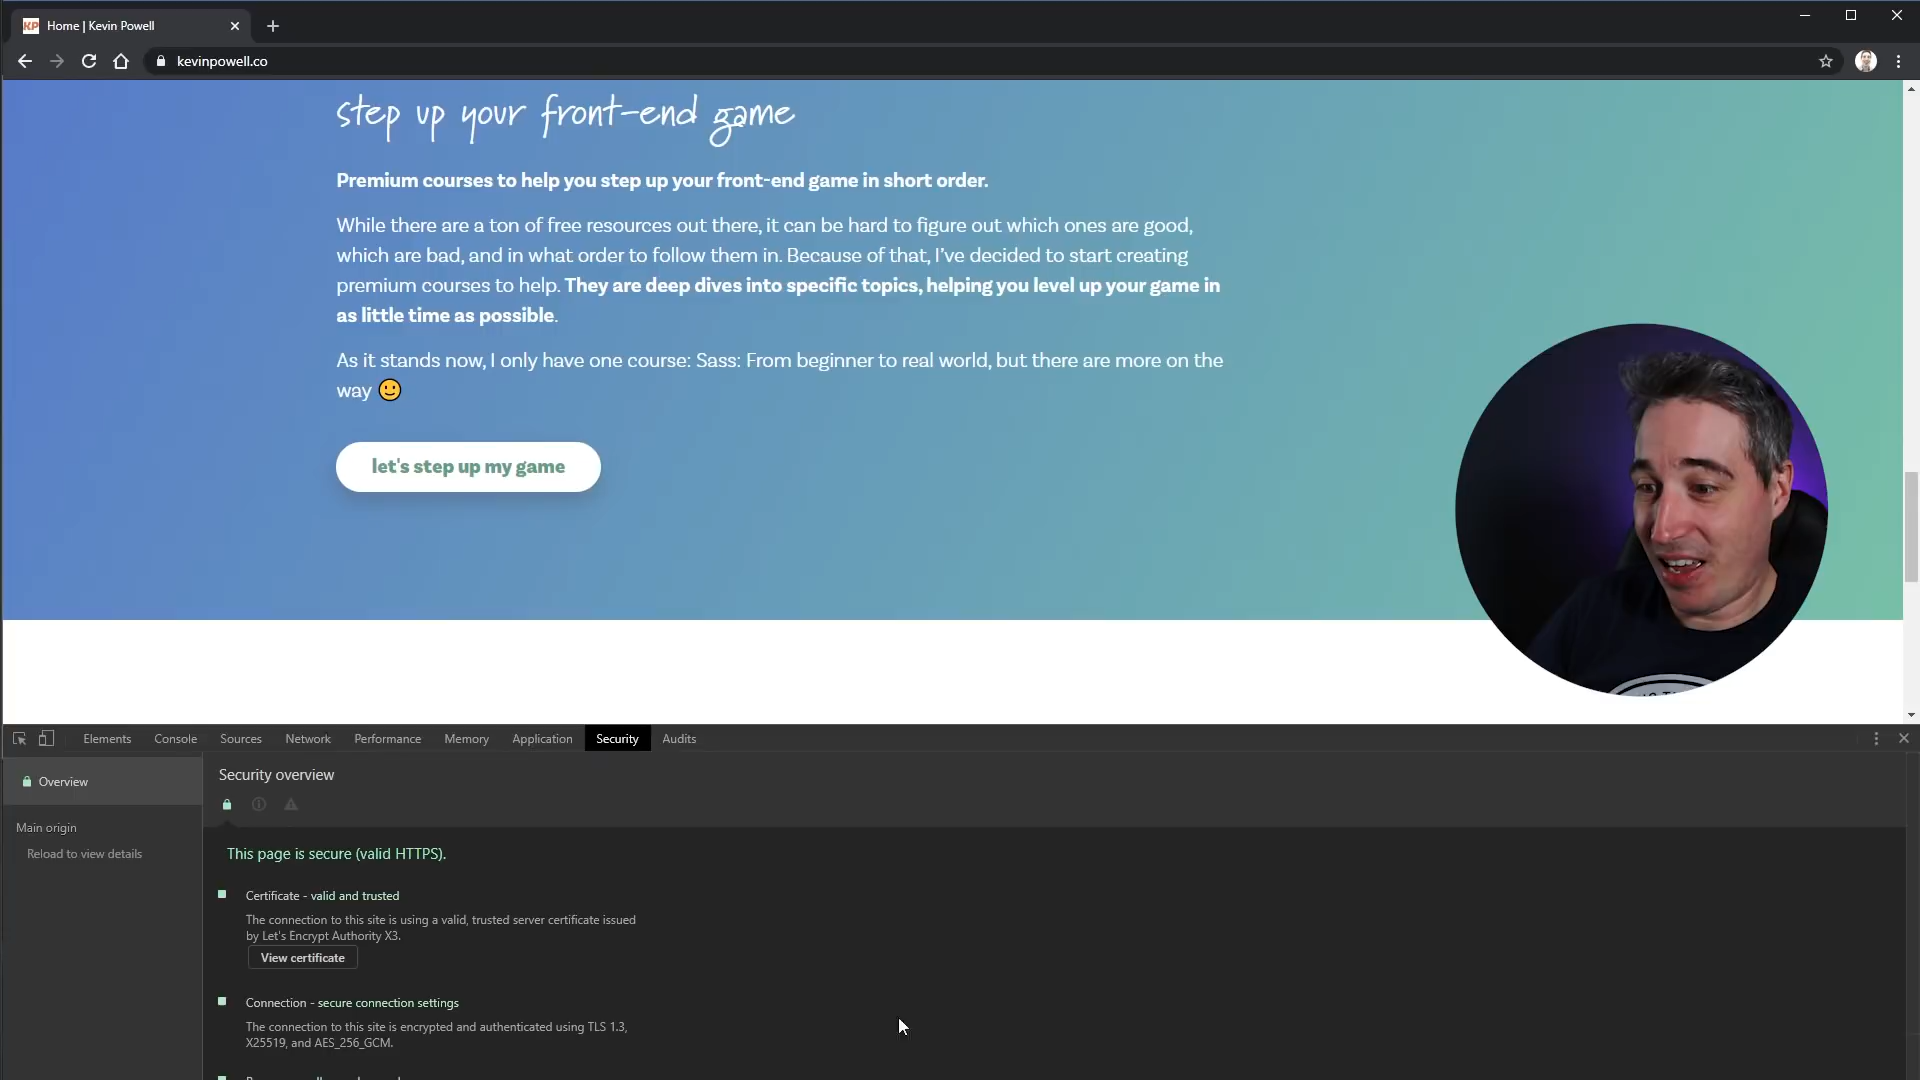 KP Home | Kevin Powell
kevinpowell.co
step up your front-end game
Premium courses to help you step up your front-end game in short order.
While there are a ton of free resources out there, it can be hard to figure out which ones are good,
which are bad, and in what order to follow them in. Because of that, I've decided to start creating
premium courses to help. They are deep dives into specific topics, helping you level up your game in
as little time as possible.
As it stands now, I only have one course: Sass: From beginner to real world, but there are more on the
way 🙂
let's step up my game
Elements Console Sources Network Performance Memory Application Security Audits
Overview
Main origin
Reload to view details
Security overview
This page is secure (valid HTTPS).
Certificate - valid and trusted
The connection to this site is using a valid, trusted server certificate issued
by Let's Encrypt Authority X3.
View certificate
Connection - secure connection settings
The connection to this site is encrypted and authenticated using TLS 1.3,
X25519, and AES_256_GCM.